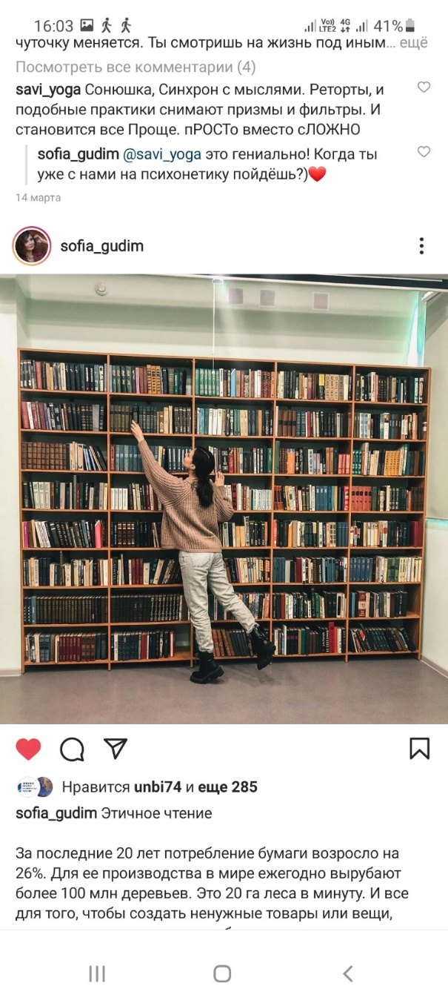 16:03
Vo)) 4G
LTE2
41%
чуточку меняется. Ты смотришь на жизнь под иным... ещё
Посмотреть все комментарии (4)
savi_yoga Сонюшка, Синхрон с мыслями. Реторты, и
подобные практики снимают призмы и фильтры. И
становится все Проще. пРОСТо вместо сЛОЖНО
sofia_gudim @savi_yoga это гениально! Когда ты
уже с нами на психонетику пойдёшь?)❤️
14 марта
sofia_gudim
Нравится unbi74 и еще 285
sofia_gudim Этичное чтение
За последние 20 лет потребление бумаги возросло на
26%. Для ее производства в мире ежегодно вырубают
более 100 млн деревьев. Это 20 га леса в минуту. И все
для того, чтобы создать ненужные товары или вещи,